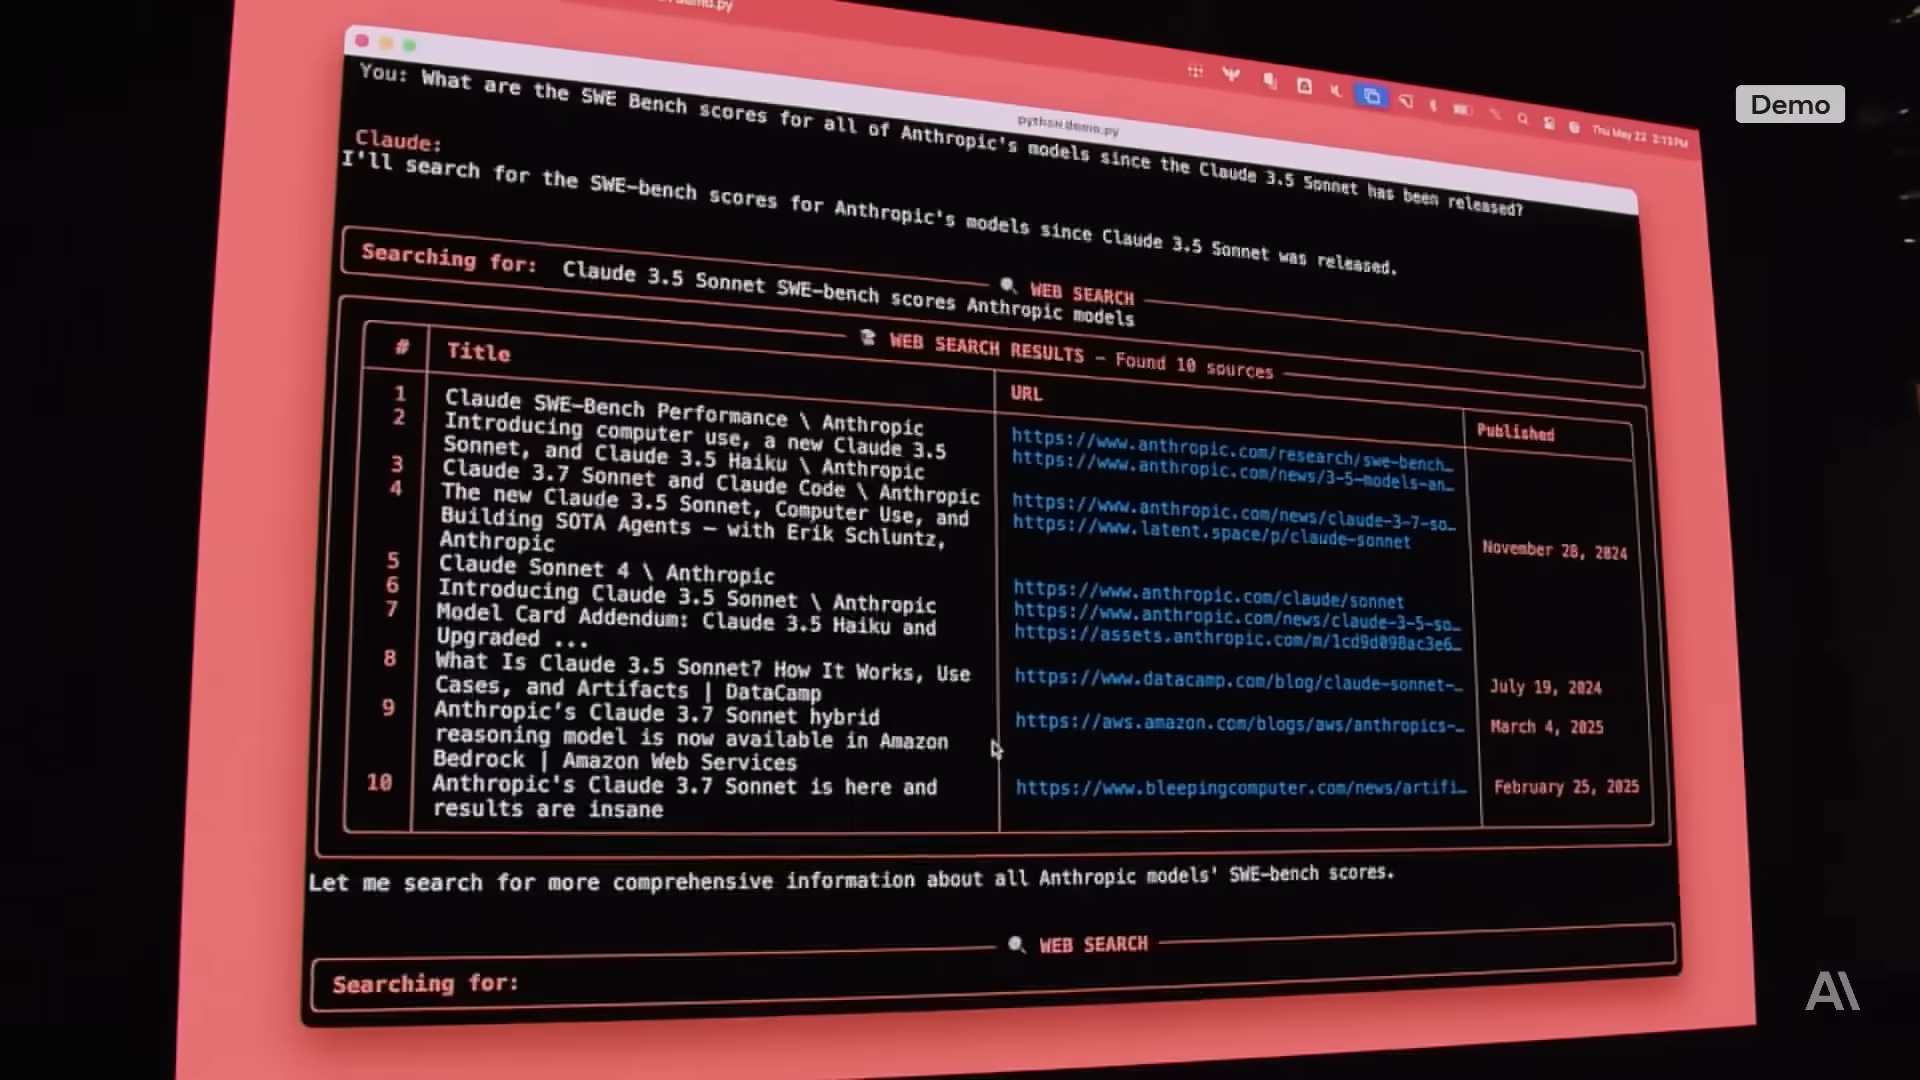 demo.py
Demo
python demo.py
Thu May 22 2:13 PM
You: What are the SWE Bench scores for all of Anthropic's models since the Claude 3.5 Sonnet has been released?
Claude:
I'll search for the SWE-bench scores for Anthropic's models since Claude 3.5 Sonnet was released.
WEB SEARCH
Searching for: Claude 3.5 Sonnet SWE-bench scores Anthropic models
WEB SEARCH RESULTS – Found 10 sources
# Title URL Published
1 Claude SWE-Bench Performance \ Anthropic https://www.anthropic.com/research/swe-bench…
2 Introducing computer use, a new Claude 3.5 https://www.anthropic.com/news/3-5-models-an…
Sonnet, and Claude 3.5 Haiku \ Anthropic
3 Claude 3.7 Sonnet and Claude Code \ Anthropic https://www.anthropic.com/news/claude-3-7-so…
4 The new Claude 3.5 Sonnet, Computer Use, and https://www.latent.space/p/claude-sonnet November 28, 2024
Building SOTA Agents — with Erik Schluntz,
Anthropic
5 Claude Sonnet 4 \ Anthropic https://www.anthropic.com/claude/sonnet
6 Introducing Claude 3.5 Sonnet \ Anthropic https://www.anthropic.com/news/claude-3-5-so…
7 Model Card Addendum: Claude 3.5 Haiku and https://assets.anthropic.com/m/1cd9d098ac3e6…
Upgraded ...
8 What Is Claude 3.5 Sonnet? How It Works, Use https://www.datacamp.com/blog/claude-sonnet-… July 19, 2024
Cases, and Artifacts | DataCamp
9 Anthropic's Claude 3.7 Sonnet hybrid https://aws.amazon.com/blogs/aws/anthropics-… March 4, 2025
reasoning model is now available in Amazon
Bedrock | Amazon Web Services
10 Anthropic's Claude 3.7 Sonnet is here and https://www.bleepingcomputer.com/news/artifi… February 25, 2025
results are insane
Let me search for more comprehensive information about all Anthropic models' SWE-bench scores.
WEB SEARCH
Searching for:
A\